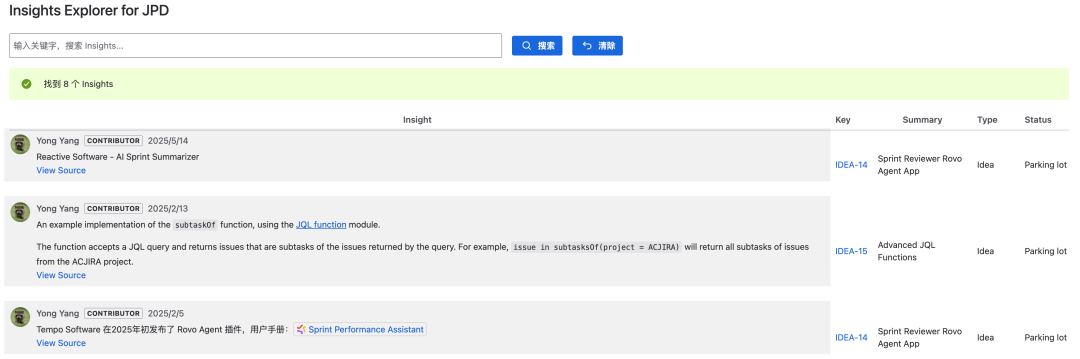 Insights Explorer for JPD
输入关键字，搜索 Insights...
搜索
清除
找到 8 个 Insights
Insight Key Summary Type Status
Yong Yang CONTRIBUTOR 2025/5/14
Reactive Software - AI Sprint Summarizer
View Source
IDEA-14
Sprint Reviewer Rovo
Agent App
Idea
Parking lot
Yong Yang CONTRIBUTOR 2025/2/13
An example implementation of the subtaskOf function, using the JQL function module.
The function accepts a JQL query and returns issues that are subtasks of the issues returned by the query. For example, issue in subtasksOf(project = ACJIRA) will return all subtasks of issues
from the ACJIRA project.
View Source
IDEA-15
Advanced JQL
Functions
Idea
Parking lot
Yong Yang CONTRIBUTOR 2025/2/5
Tempo Software 在2025年初发布了 Rovo Agent 插件，用户手册： Sprint Performance Assistant
View Source
IDEA-14
Sprint Reviewer Rovo
Agent App
Idea
Parking lot